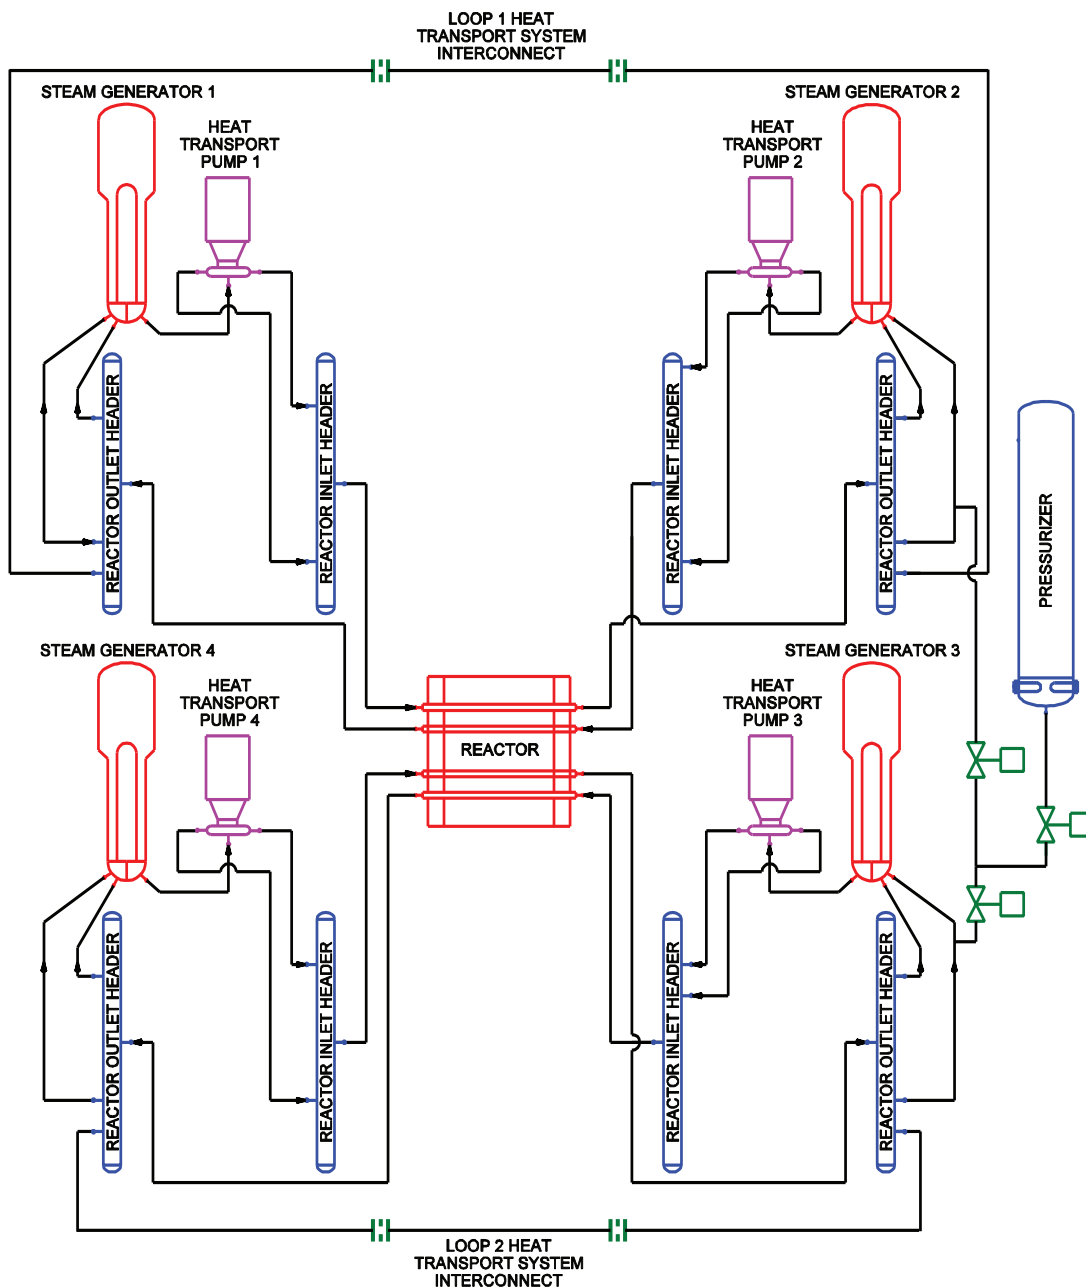 LOOP 1 HEAT
TRANSPORT SYSTEM
INTERCONNECT
STEAM GENERATOR 1
STEAM GENERATOR 2
HEAT
TRANSPORT
PUMP 1
HEAT
TRANSPORT
PUMP 2
REACTOR OUTLET HEADER
REACTOR INLET HEADER
REACTOR INLET HEADER
REACTOR OUTLET HEADER
PRESSURIZER
STEAM GENERATOR 4
STEAM GENERATOR 3
HEAT
TRANSPORT
PUMP 4
HEAT
TRANSPORT
PUMP 3
REACTOR
REACTOR OUTLET HEADER
REACTOR INLET HEADER
REACTOR INLET HEADER
REACTOR OUTLET HEADER
LOOP 2 HEAT
TRANSPORT SYSTEM
INTERCONNECT